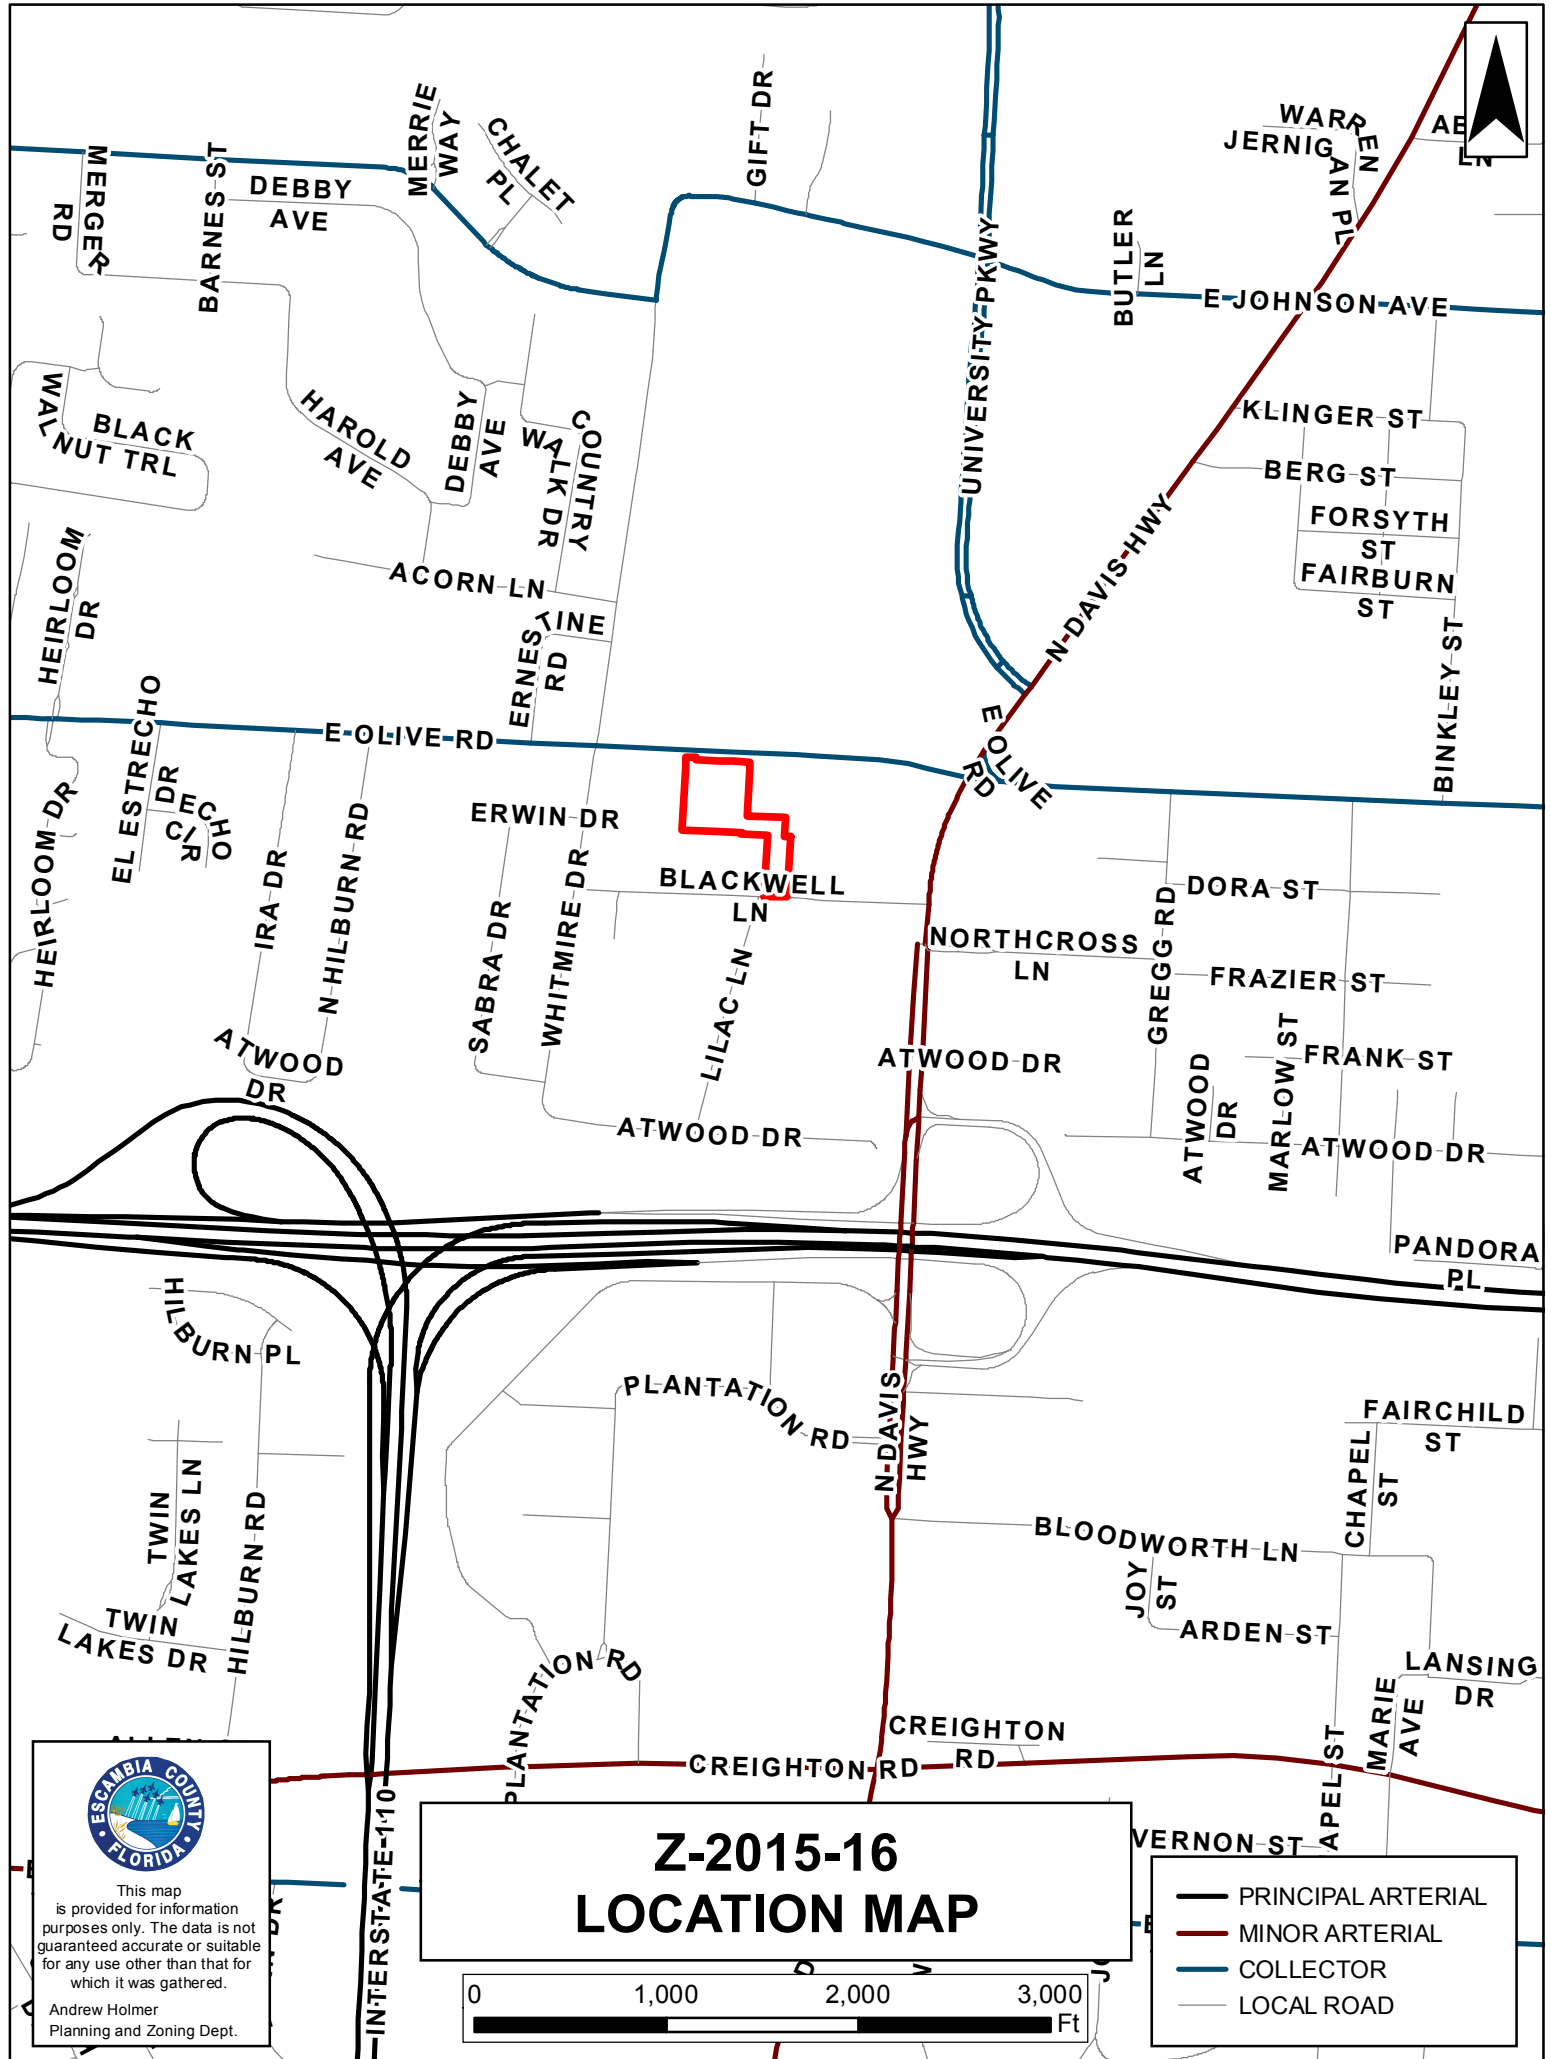 MERRIE
WAY
CHALET
PL
GIFT DR
WARREN
JERNIGAN PL
LN
MERGER
RD
BARNES ST
DEBBY
AVE
UNIVERSITY PKWY
BUTLER
LN
E JOHNSON AVE
BLACK
WALNUT TRL
HAROLD
AVE
DEBBY
AVE
COUNTRY
WALK DR
KLINGER ST
BERG ST
FORSYTH
ST
FAIRBURN
ST
N DAVIS HWY
HEIRLOOM
DR
ACORN LN
ERNESTINE
RD
BINKLEY ST
EL ESTRECHO
DR
E OLIVE RD
E OLIVE
RD
HEIRLOOM DR
ECHO
CIR
IRA DR
N HILBURN RD
ERWIN DR
SABRA DR
WHITMIRE DR
BLACKWELL
LN
LILAC LN
DORA ST
GREGG RD
NORTHCROSS
LN
FRAZIER ST
MARLOW ST
FRANK ST
ATWOOD
DR
ATWOOD DR
ATWOOD DR
ATWOOD
DR
ATWOOD DR
PANDORA
PL
HILBURN PL
PLANTATION RD
N DAVIS
HWY
FAIRCHILD
ST
CHAPEL
ST
TWIN
LAKES LN
HILBURN RD
BLOODWORTH LN
JOY
ST
ARDEN ST
TWIN
LAKES DR
PLANTATION RD
LANSING
DR
MARIE
AVE
CREIGHTON
RD
CREIGHTON RD
APEL ST
VERNON ST
INTERSTATE 110
ESCAMBIA COUNTY
FLORIDA
This map
is provided for information
purposes only. The data is not
guaranteed accurate or suitable
for any use other than that for
which it was gathered.
Andrew Holmer
Planning and Zoning Dept.
Z-2015-16
LOCATION MAP
0 1,000 2,000 3,000
Ft
PRINCIPAL ARTERIAL
MINOR ARTERIAL
COLLECTOR
LOCAL ROAD